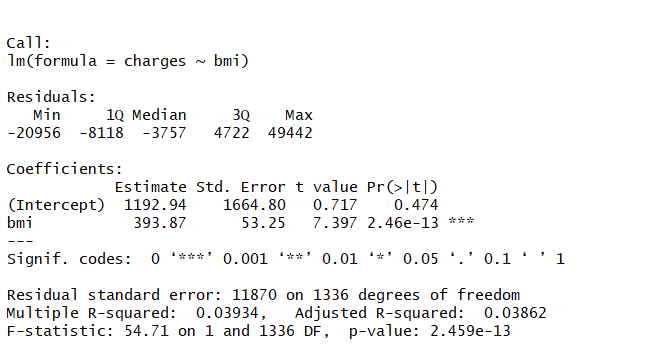 Call:
lm(formula = charges ~ bmi)
Residuals:
   Min     1Q Median     3Q    Max
-20956  -8118  -3757   4722  49442
Coefficients:
            Estimate Std. Error t value Pr(>|t|)
(Intercept)  1192.94    1664.80   0.717    0.474
bmi           393.87      53.25   7.397 2.46e-13 ***
---
Signif. codes:  0 ‘***’ 0.001 ‘**’ 0.01 ‘*’ 0.05 ‘.’ 0.1 ‘ ’ 1
Residual standard error: 11870 on 1336 degrees of freedom
Multiple R-squared:  0.03934,   Adjusted R-squared:  0.03862
F-statistic: 54.71 on 1 and 1336 DF,  p-value: 2.459e-13